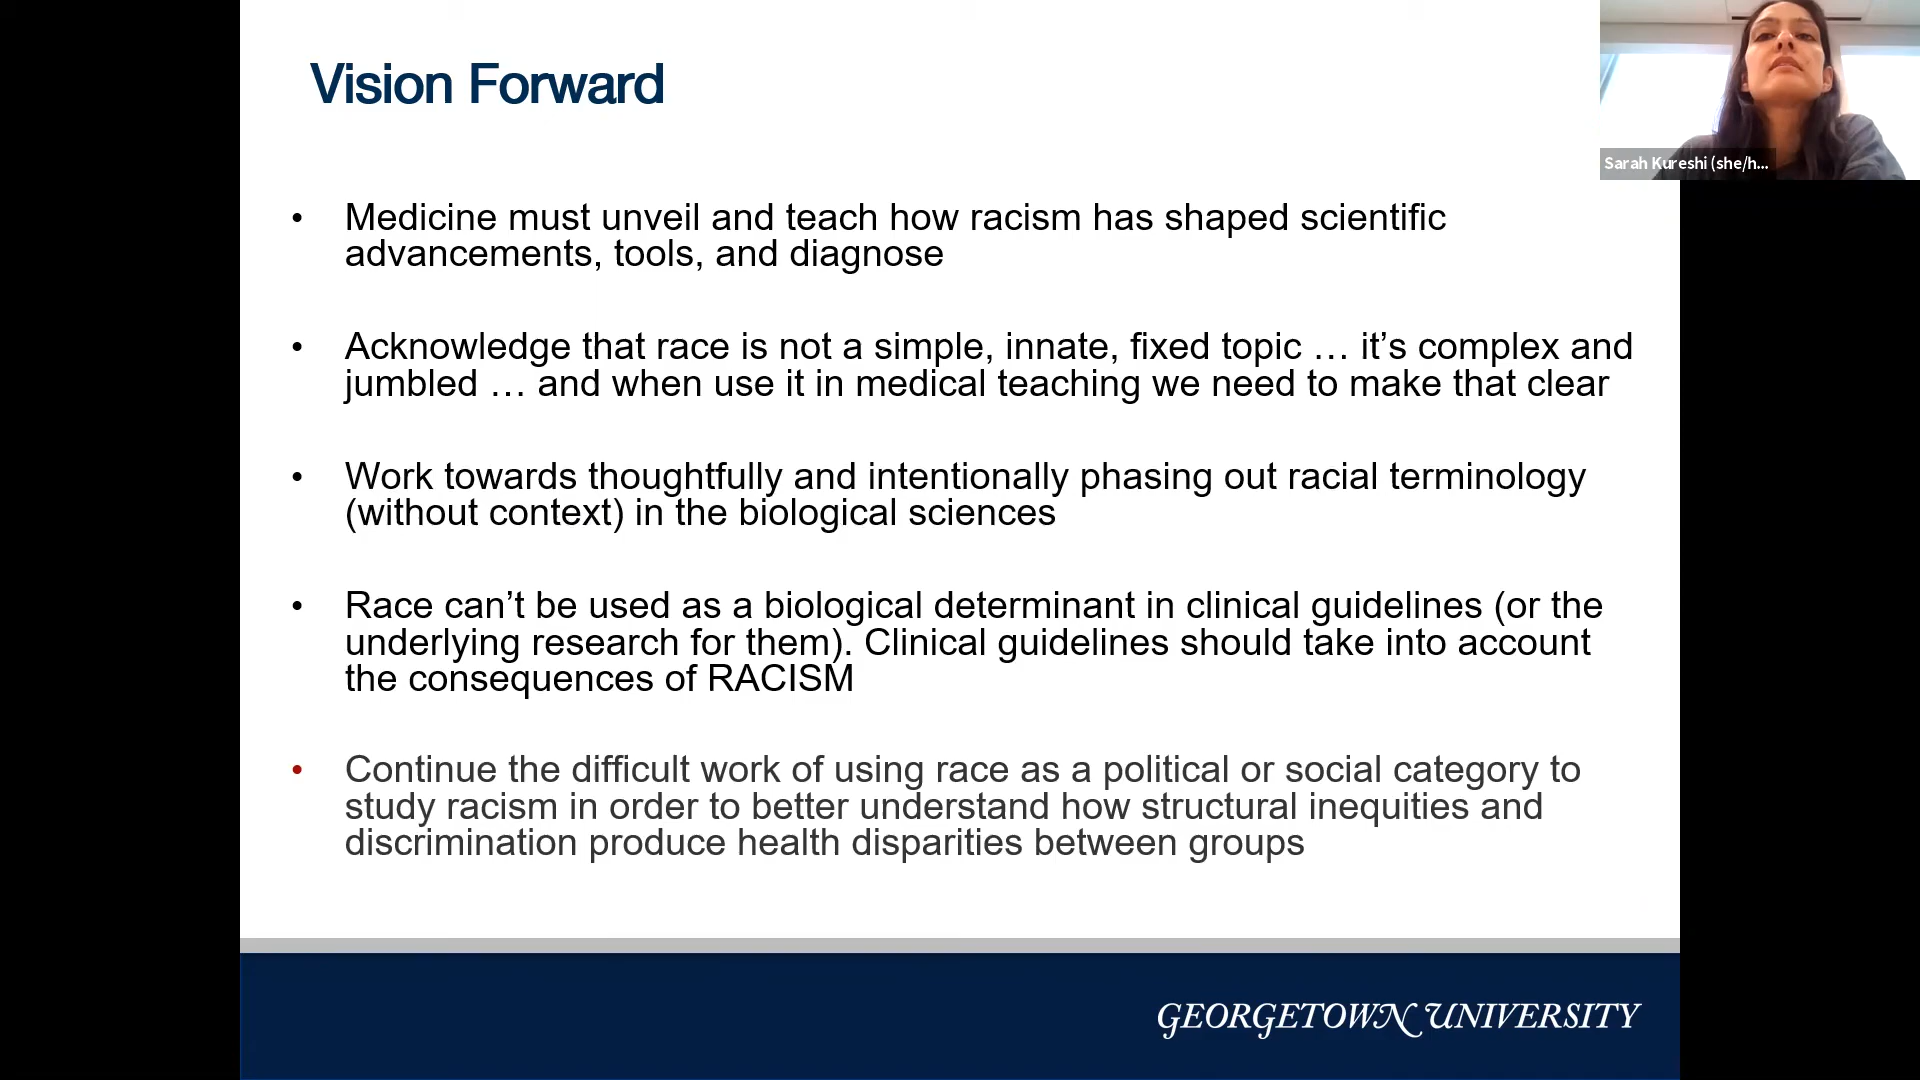 Vision Forward
Sarah Kureshi (she/h...
• Medicine must unveil and teach how racism has shaped scientific
advancements, tools, and diagnose
• Acknowledge that race is not a simple, innate, fixed topic … it’s complex and
jumbled … and when use it in medical teaching we need to make that clear
• Work towards thoughtfully and intentionally phasing out racial terminology
(without context) in the biological sciences
• Race can’t be used as a biological determinant in clinical guidelines (or the
underlying research for them). Clinical guidelines should take into account
the consequences of RACISM
• Continue the difficult work of using race as a political or social category to
study racism in order to better understand how structural inequities and
discrimination produce health disparities between groups
GEORGETOWN UNIVERSITY